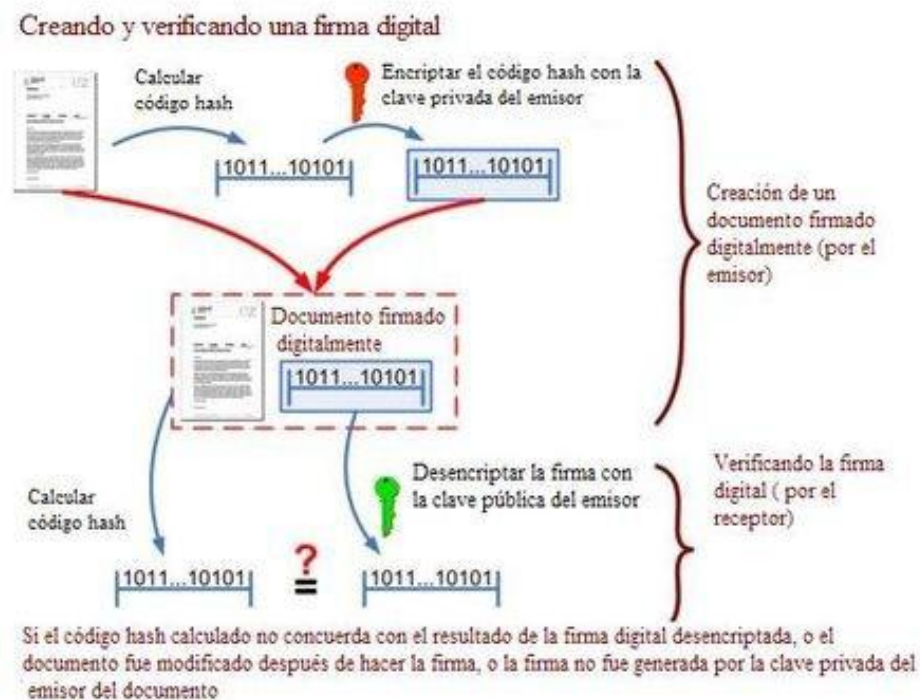 Creando y verificando una firma digital
Calcular
código hash
Encriptar el código hash con la
clave privada del emisor
1011...10101
1011...10101
Creación de un
documento firmado
digitalmente (por el
emisor)
Documento firmado
digitalmente
1011...10101
Calcular
código hash
Desencriptar la firma con
la clave pública del emisor
Verificando la firma
digital ( por el
receptor)
1011...10101
?
=
1011...10101
Si el código hash calculado no concuerda con el resultado de la firma digital desencriptada, o el
documento fue modificado después de hacer la firma, o la firma no fue generada por la clave privada del
emisor del documento